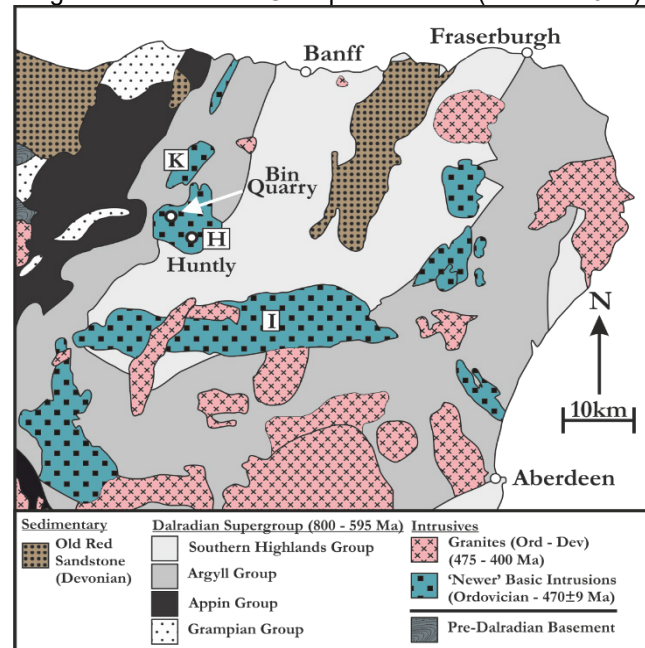 Banff
Fraserburgh
K
Bin
Quarry
H
Huntly
I
N
10km
Aberdeen
Sedimentary
Old Red
Sandstone
(Devonian)
Dalradian Supergroup (800 - 595 Ma)
Southern Highlands Group
Argyll Group
Appin Group
Grampian Group
Intrusives
Granites (Ord - Dev)
(475 - 400 Ma)
'Newer' Basic Intrusions
(Ordovician - 470±9 Ma)
Pre-Dalradian Basement